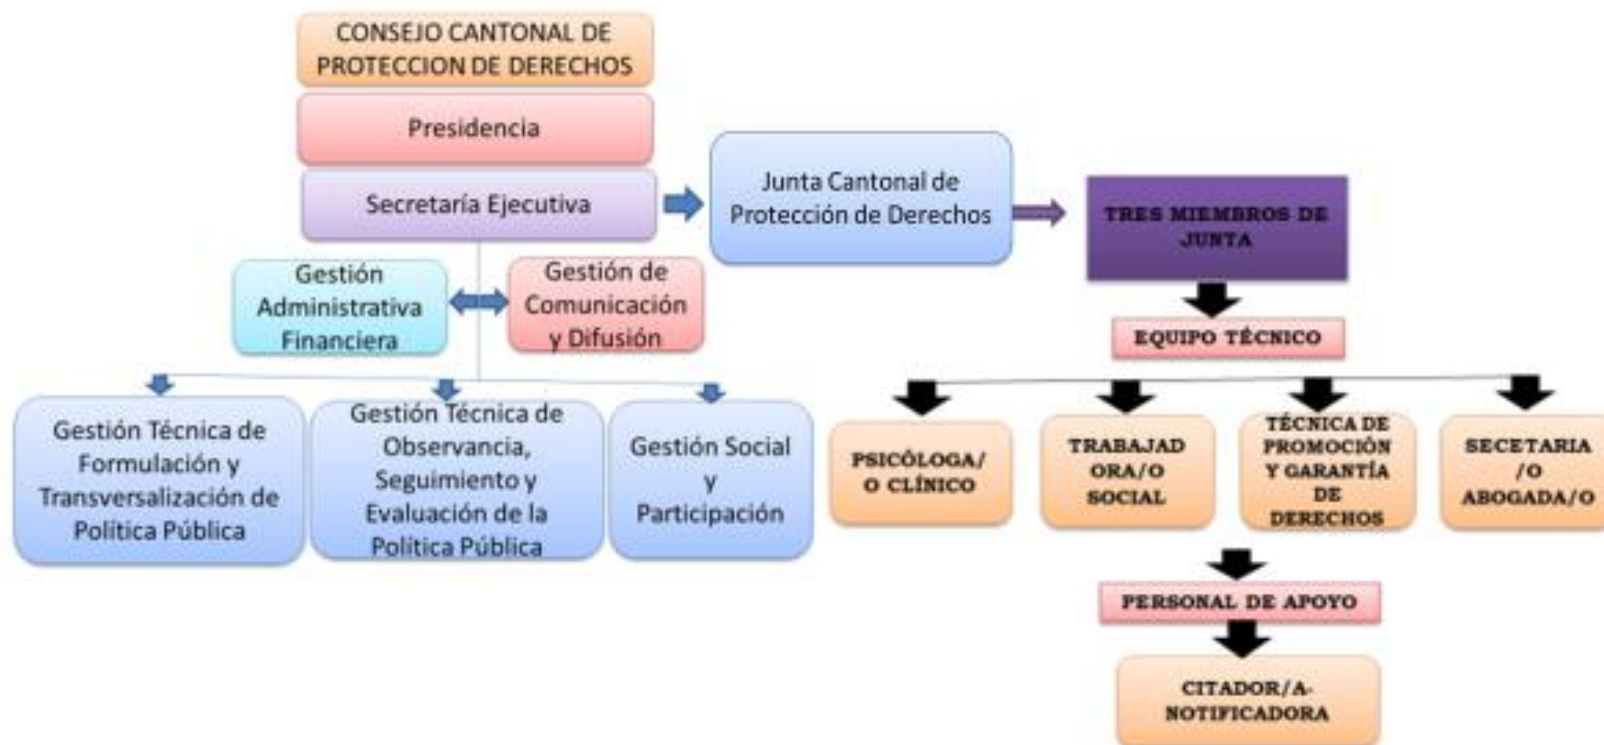 CONSEJO CANTONAL DE
PROTECCION DE DERECHOS
Presidencia
Secretaría Ejecutiva
Junta Cantonal de
Protección de Derechos
TRES MIEMBROS DE
JUNTA
Gestión
Administrativa
Financiera
Gestión de
Comunicación
y Difusión
EQUIPO TÉCNICO
Gestión Técnica de
Formulación y
Transversalización de
Política Pública
Gestión Técnica de
Observancia,
Seguimiento y
Evaluación de la
Política Pública
Gestión Social
y
Participación
PSICÓLOGA/
O CLÍNICO
TRABAJAD
ORA/O
SOCIAL
TÉCNICA DE
PROMOCIÓN
Y GARANTÍA
DE
DERECHOS
SECETARIA
/O
ABOGADA/O
PERSONAL DE APOYO
CITADOR/A-
NOTIFICADORA